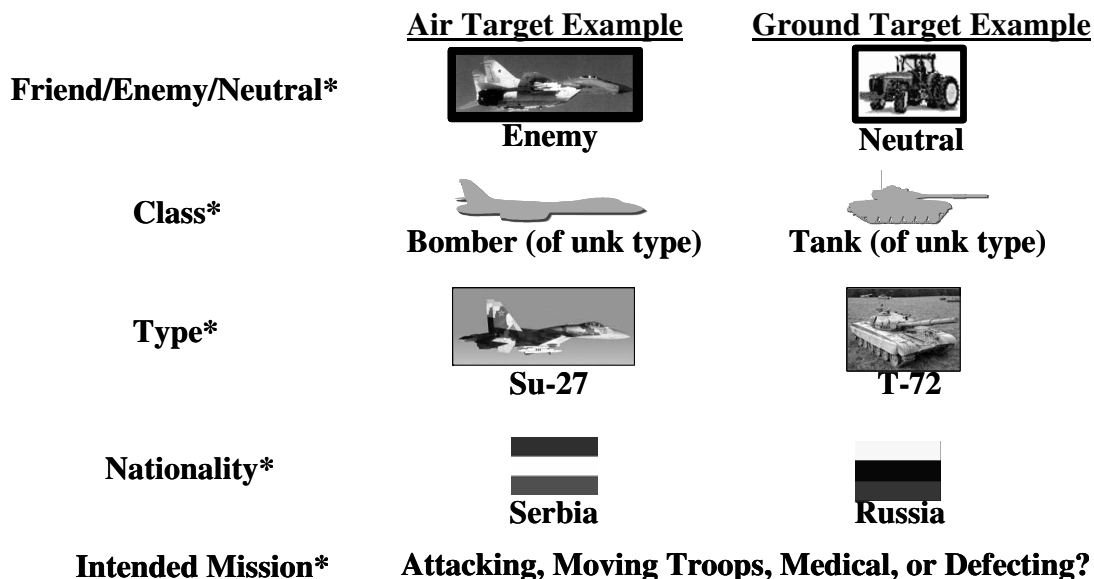 Air Target Example Ground Target Example
Friend/Enemy/Neutral*
Enemy Neutral
Class*
Bomber (of unk type) Tank (of unk type)
Type*
Su-27 T-72
Nationality*
Serbia Russia
Intended Mission* Attacking, Moving Troops, Medical, or Defecting?